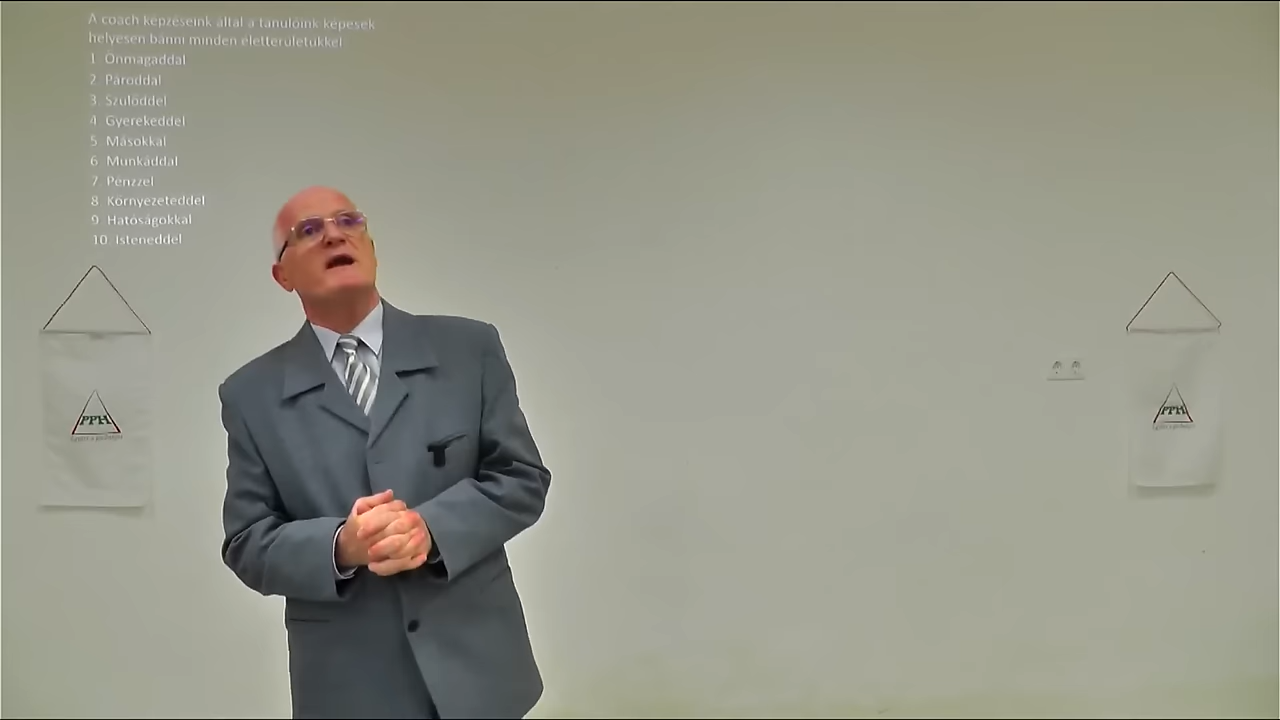 A coach képzéseink által a tanulóink képesek
helyesen bánni minden életterületükkel
1 Önmagaddal
2 Pároddal
3. Szülőddel
4 Gyerekeddel
5 Másokkal
6 Munkáddal
7. Pénzzel
8 Környezeteddel
9 Hatóságokkal
10 Isteneddel
PPH
PPH